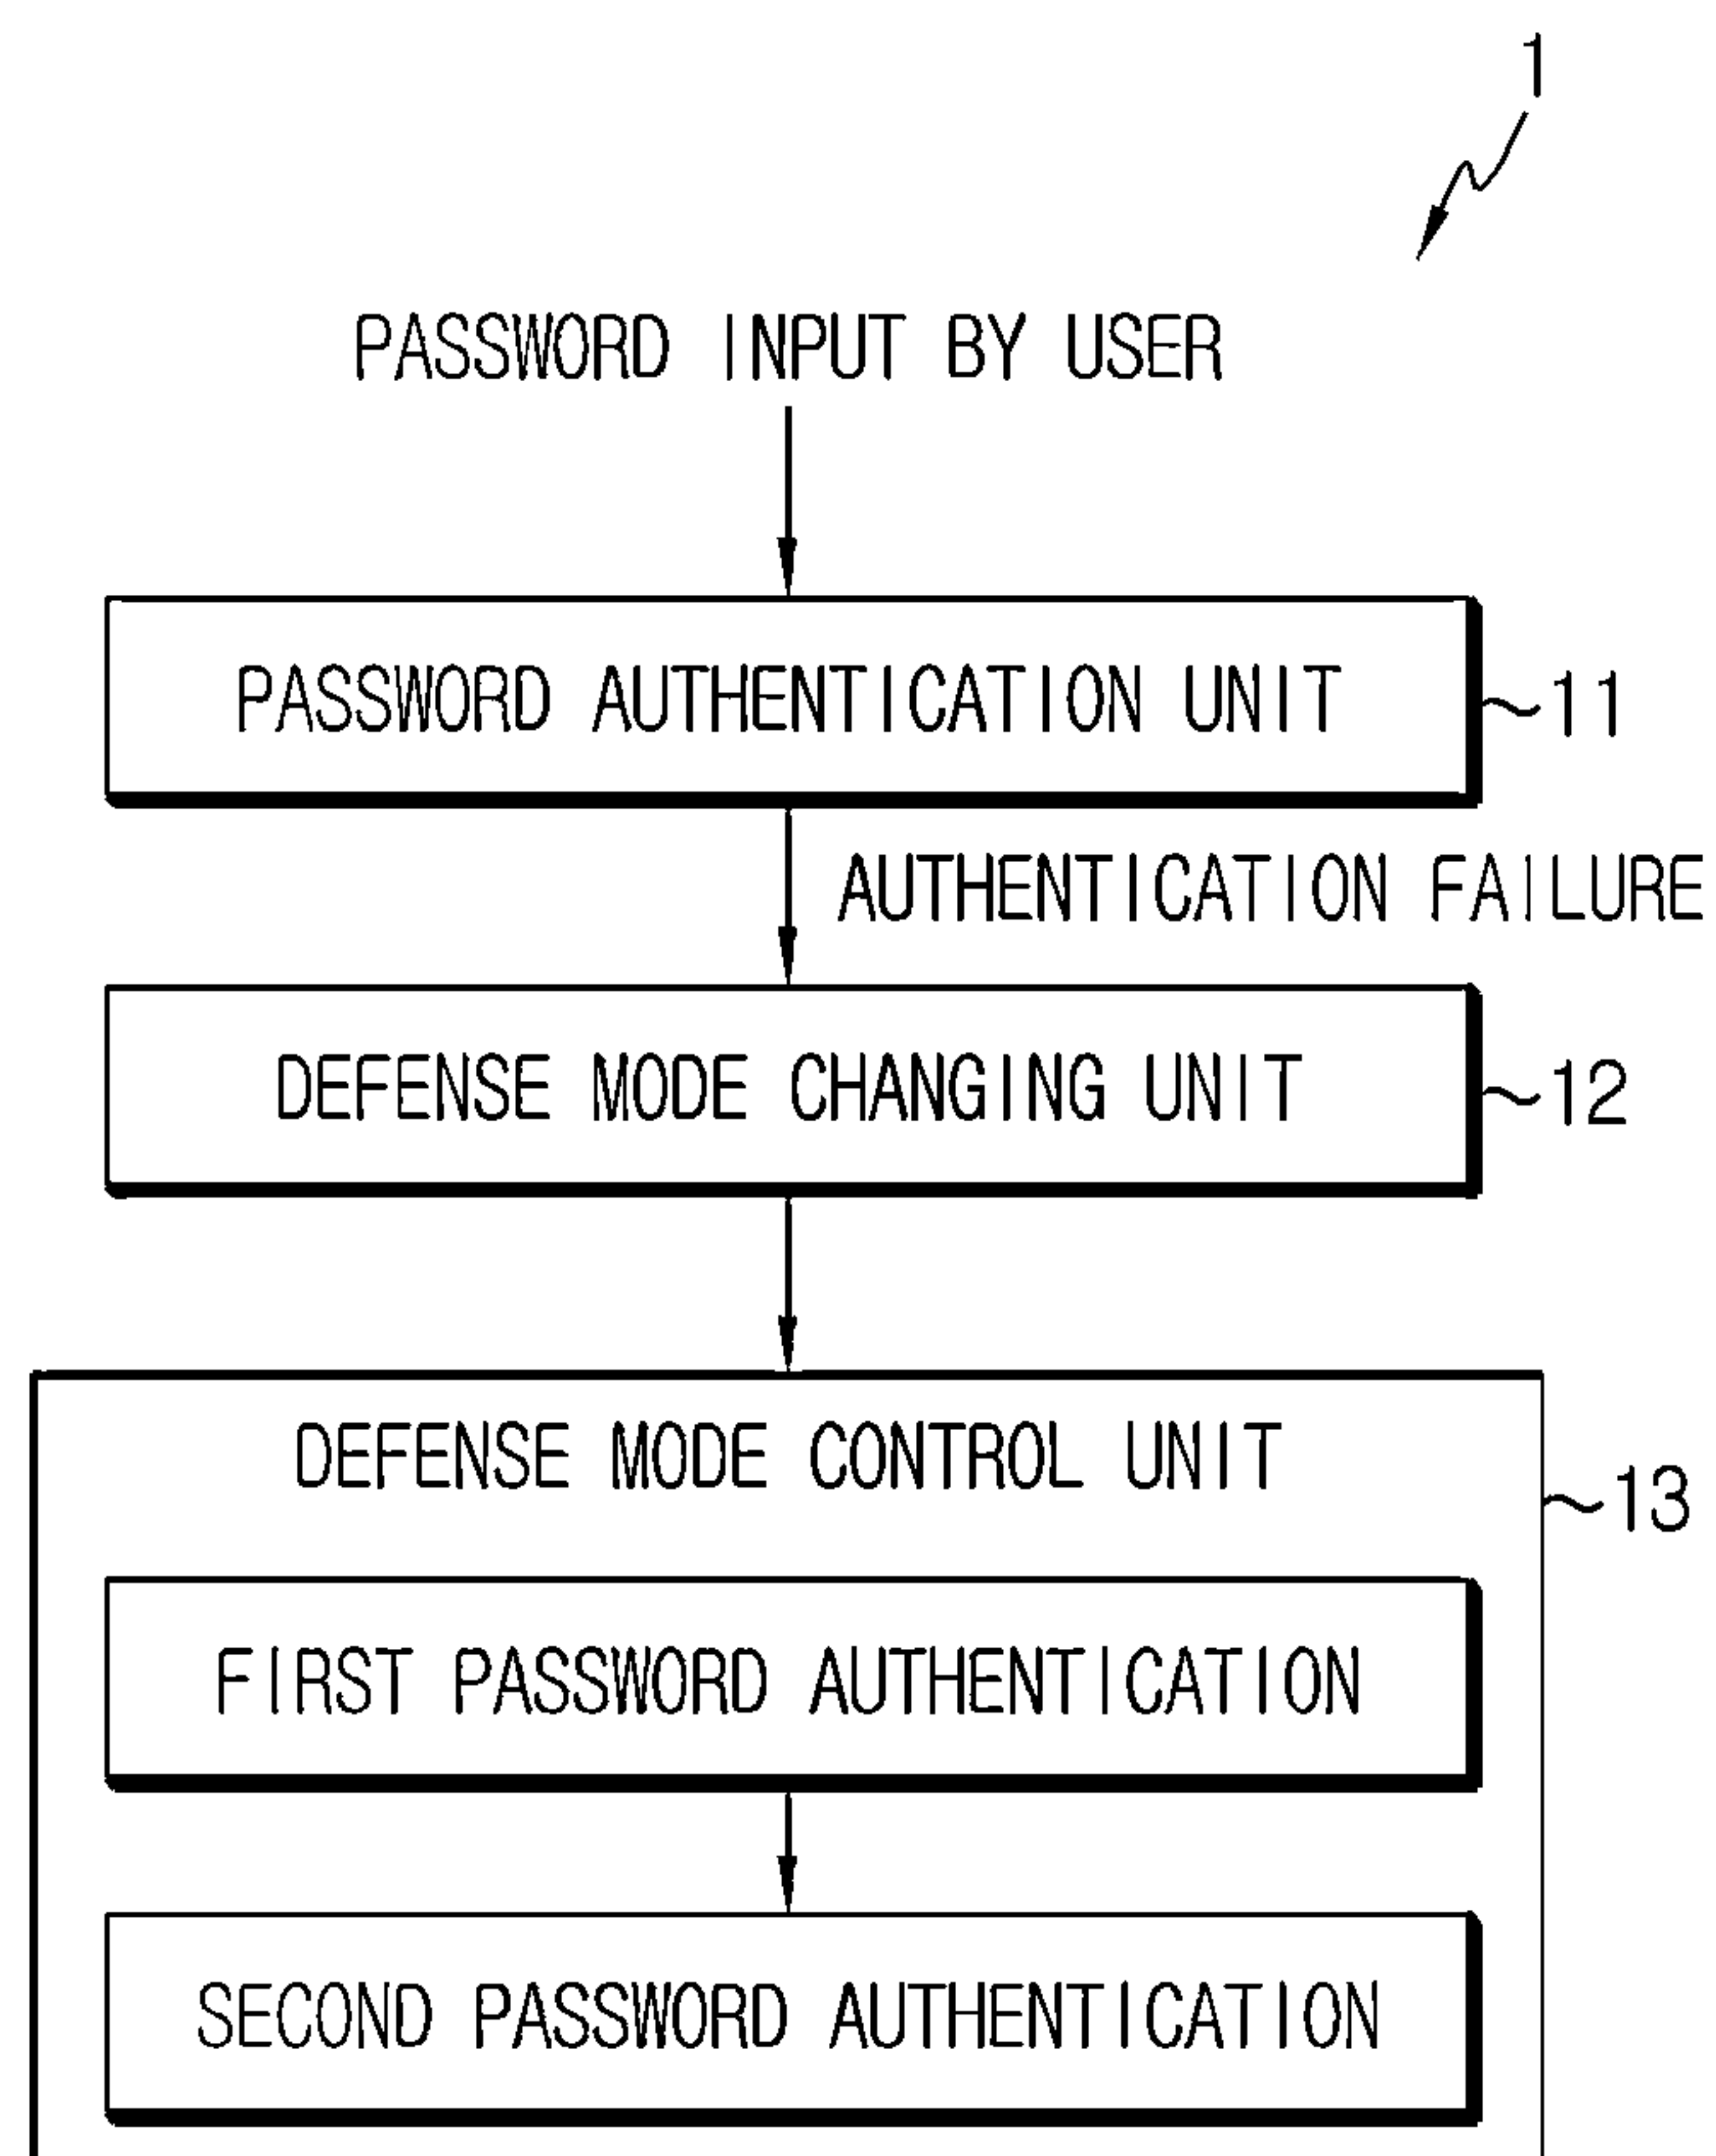 1
PASSWORD INPUT BY USER
PASSWORD AUTHENTICATION UNIT
11
AUTHENTICATION FAILURE
DEFENSE MODE CHANGING UNIT
12
DEFENSE MODE CONTROL UNIT
13
FIRST PASSWORD AUTHENTICATION
SECOND PASSWORD AUTHENTICATION